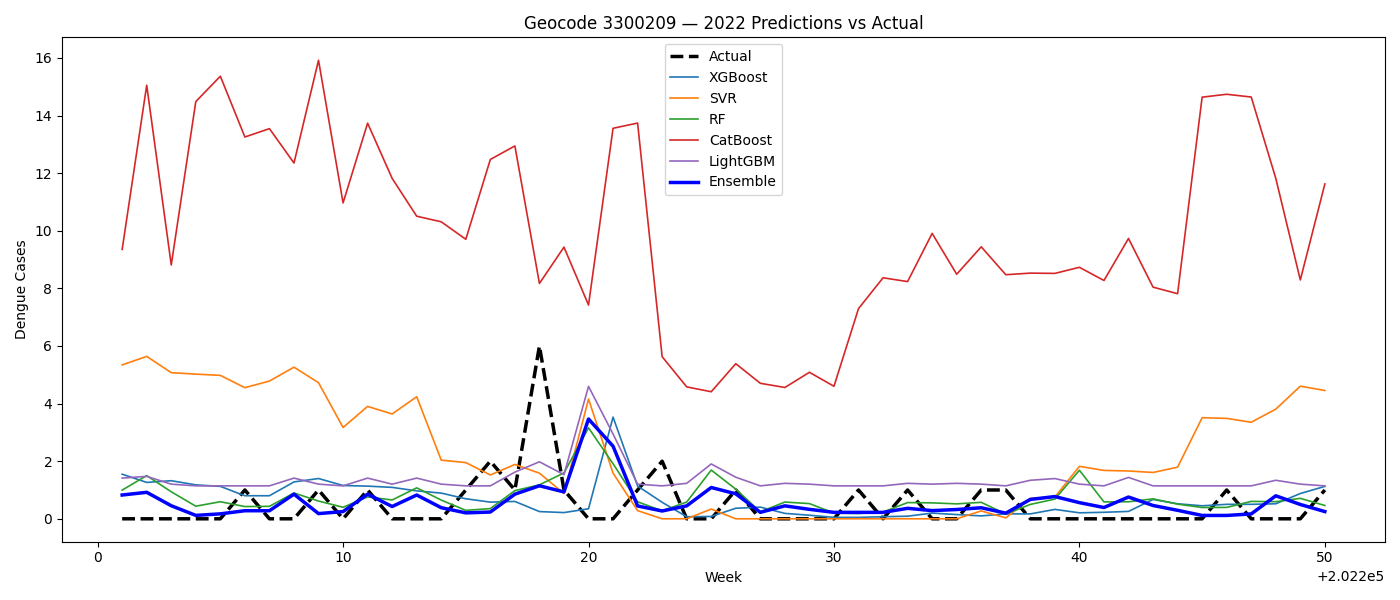 Geocode 3300209 — 2022 Predictions vs Actual
Actual
XGBoost
SVR
RF
CatBoost
LightGBM
Ensemble
Dengue Cases
16
14
12
10
8
6
4
2
0
0 10 20 30 40 50
Week
+2.022e5